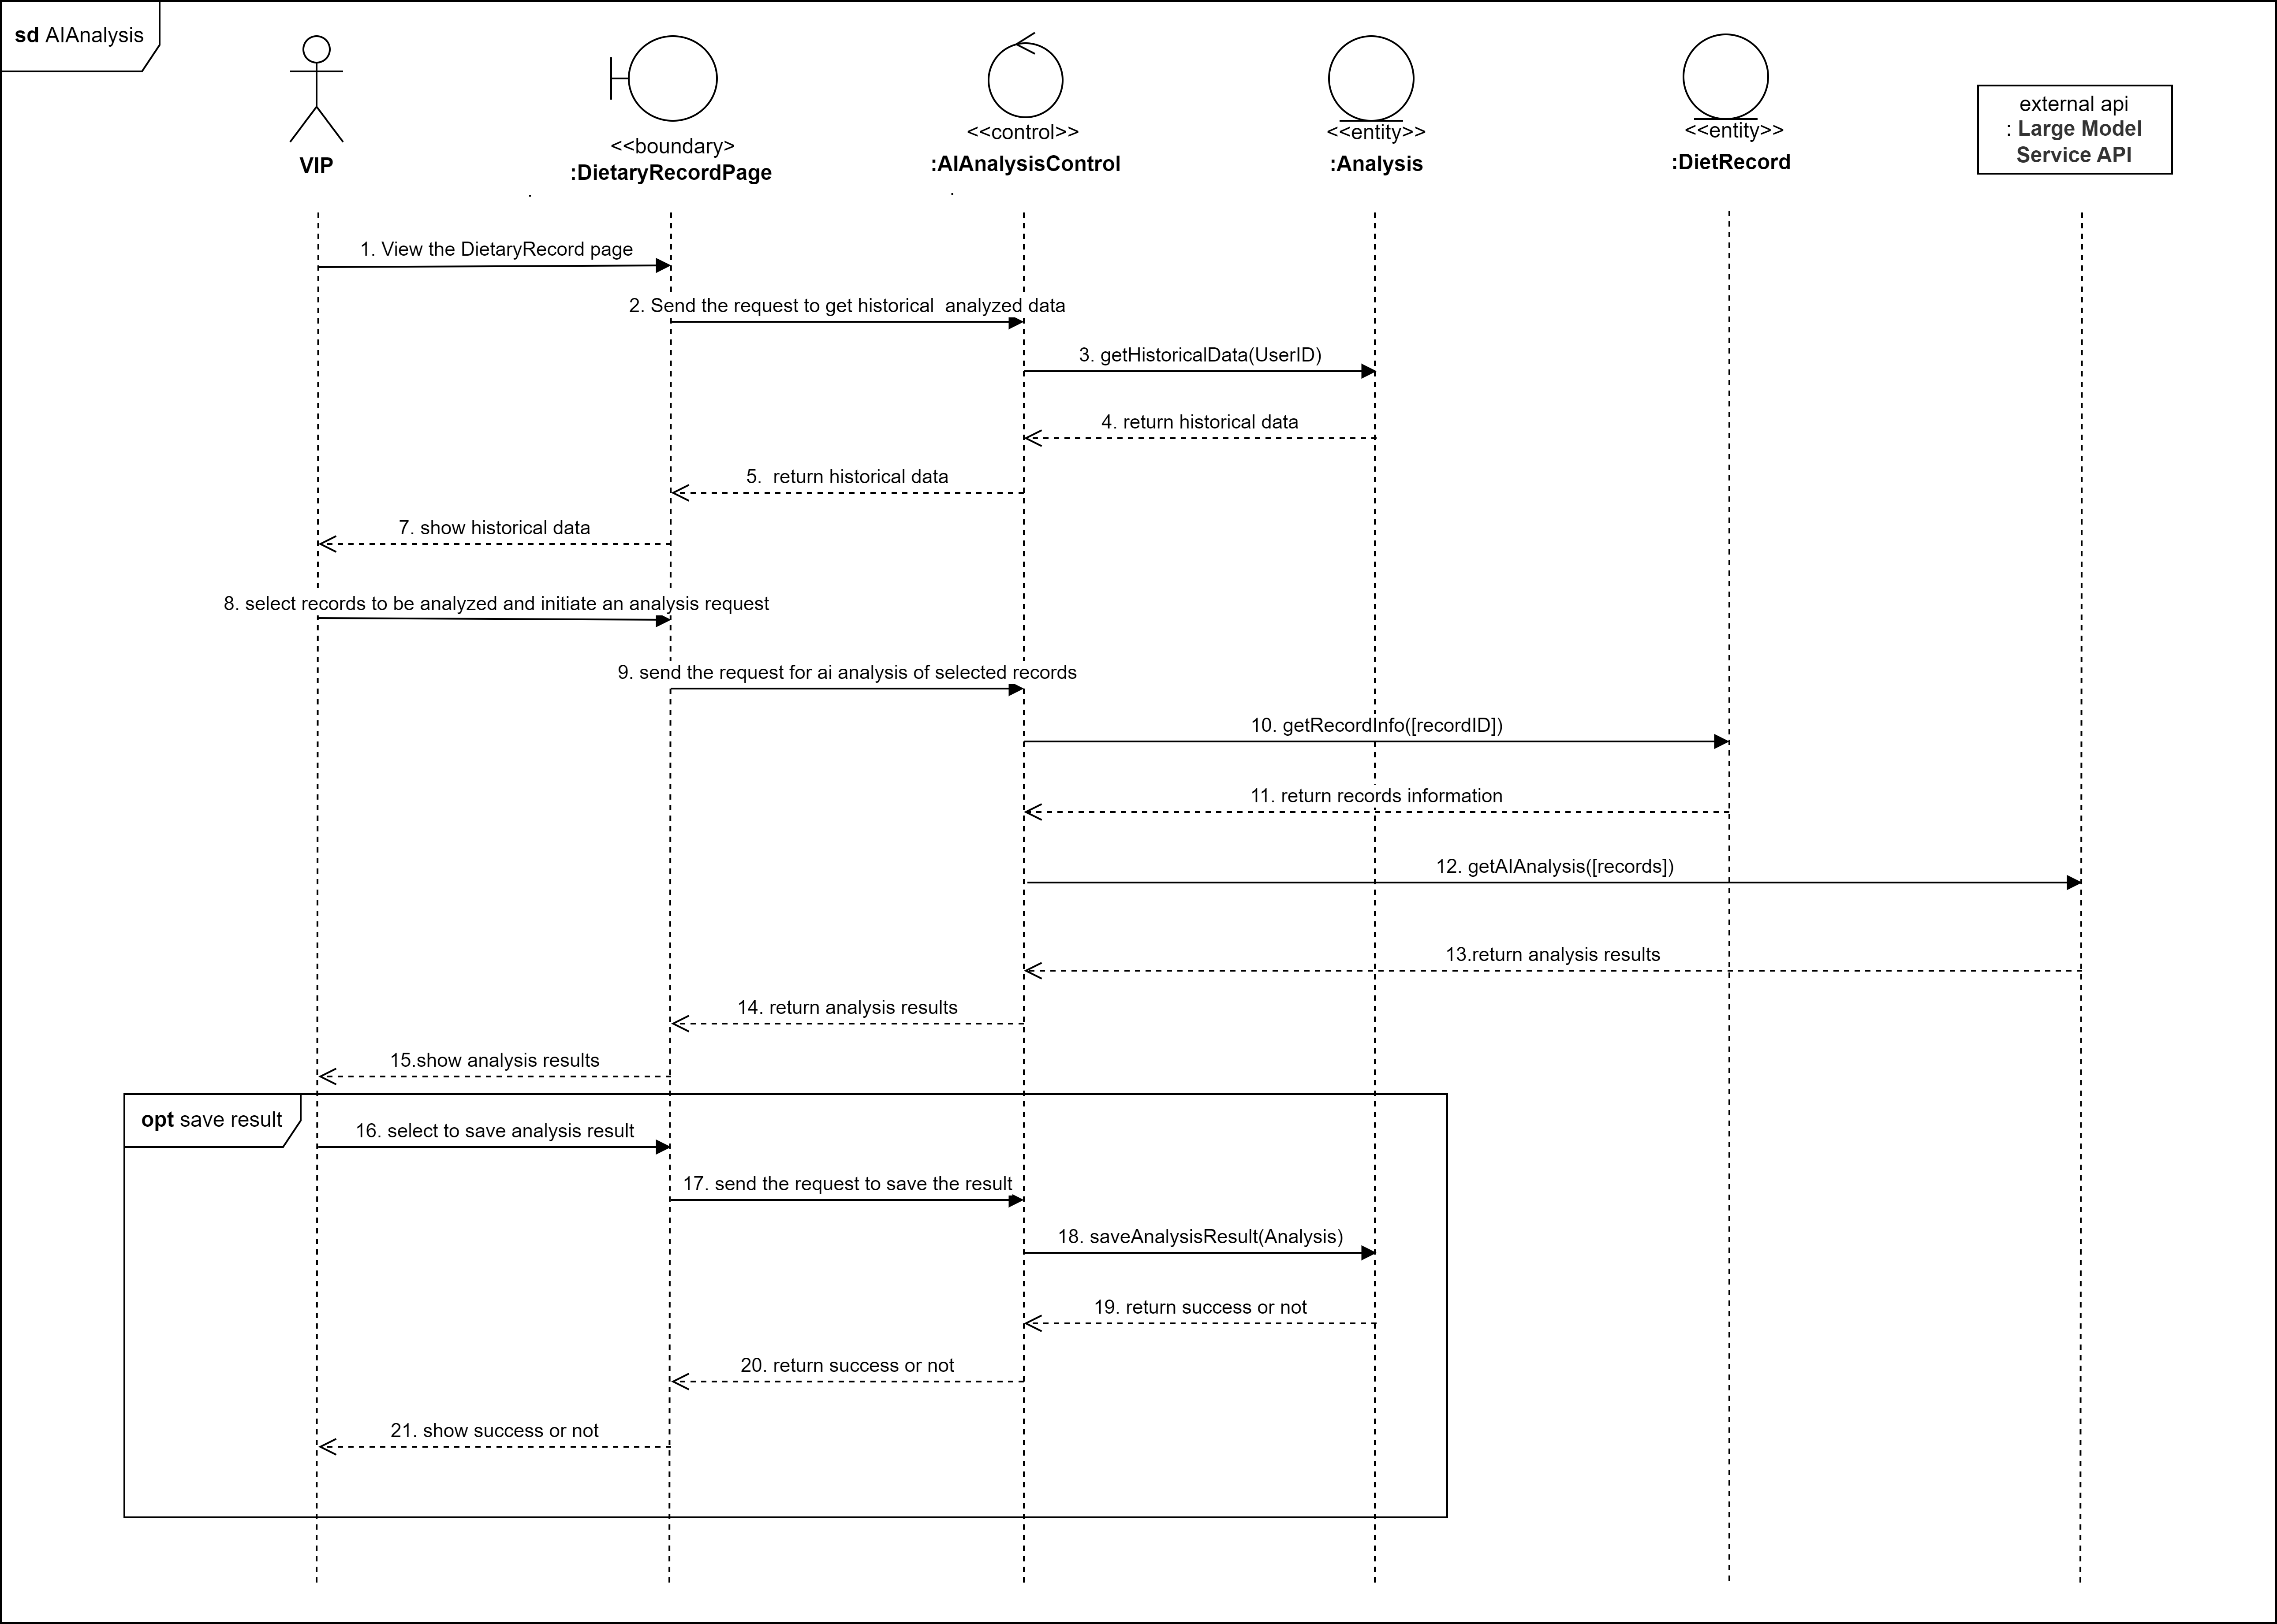 sd AIAnalysis
VIP
<<boundary>
:DietaryRecordPage
<<control>>
:AIAnalysisControl
<<entity>>
:Analysis
<<entity>>
:DietRecord
external api
: Large Model
Service API
1. View the DietaryRecord page
2. Send the request to get historical  analyzed data
3. getHistoricalData(UserID)
4. return historical data
5.  return historical data
7. show historical data
8. select records to be analyzed and initiate an analysis request
9. send the request for ai analysis of selected records
10. getRecordInfo([recordID])
11. return records information
12. getAIAnalysis([records])
13.return analysis results
14. return analysis results
15.show analysis results
opt save result
16. select to save analysis result
17. send the request to save the result
18. saveAnalysisResult(Analysis)
19. return success or not
20. return success or not
21. show success or not